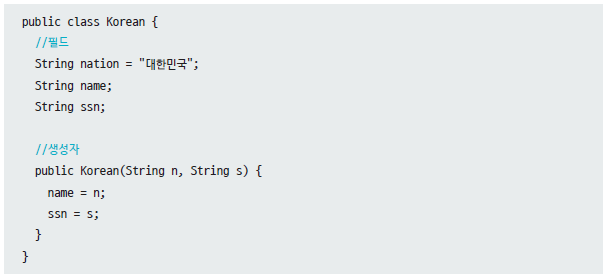 public class Korean {
  //필드
  String nation = "대한민국";
  String name;
  String ssn;

  //생성자
  public Korean(String n, String s) {
    name = n;
    ssn = s;
  }
}